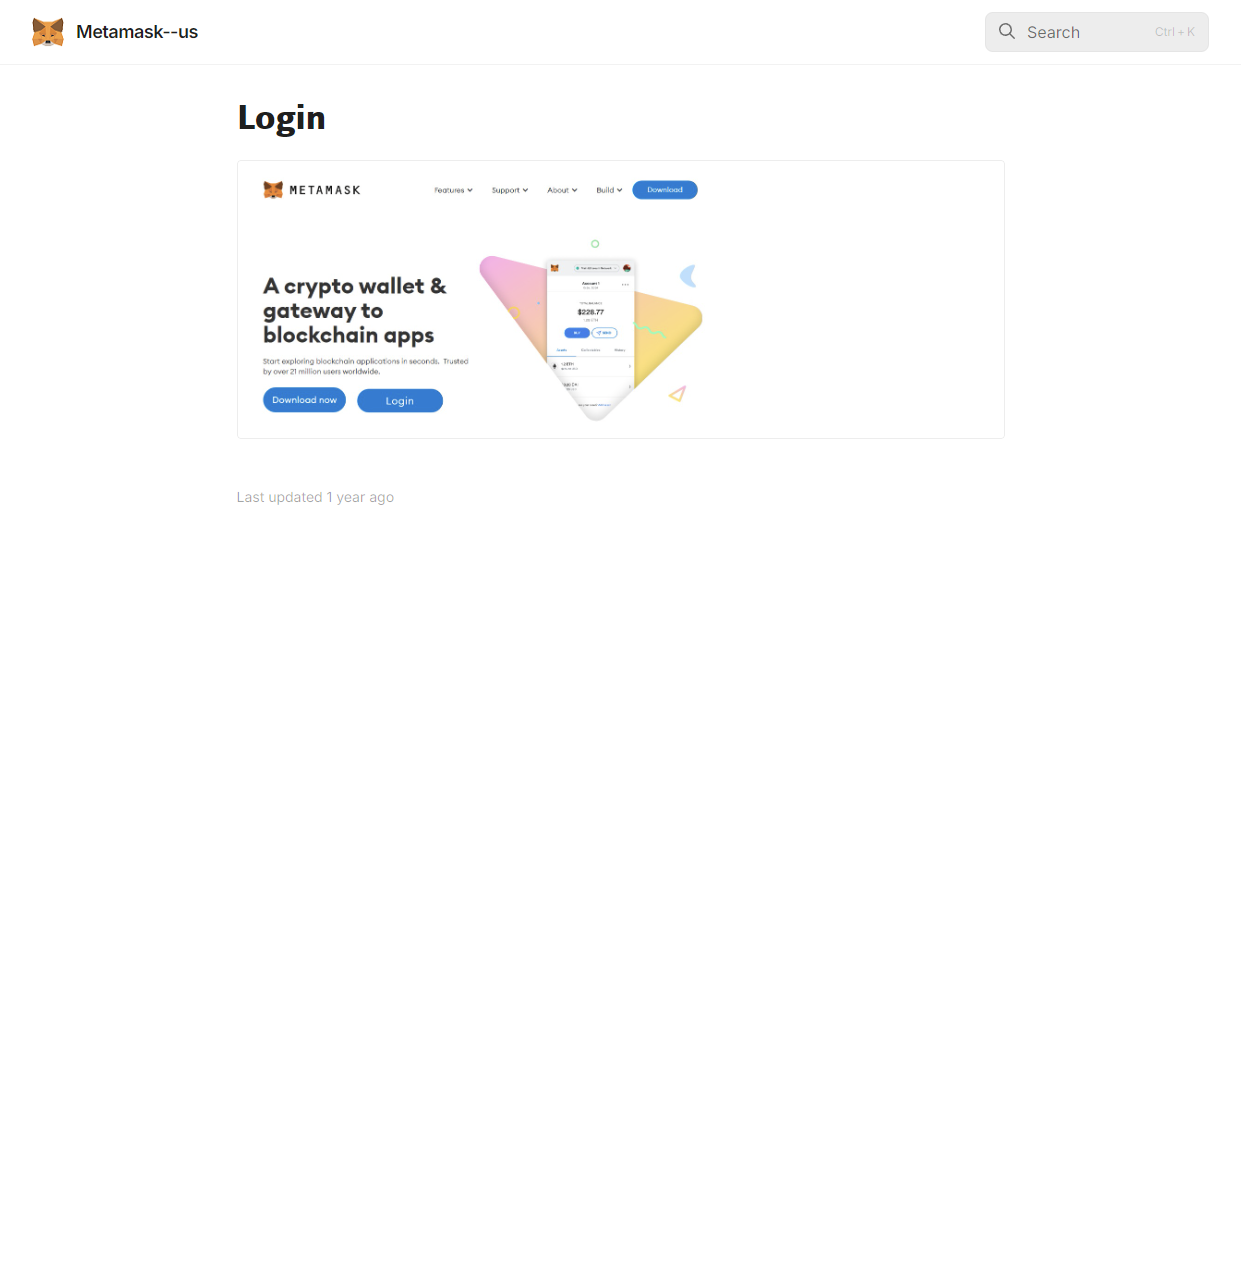 Metamask--us
Search
Ctrl + K
Login
METAMASK
Features
Support
About
Build
Download
A crypto wallet &
gateway to
blockchain apps
Start exploring blockchain applications in seconds. Trusted
by over 21 million users worldwide.
Download now
Login
Account 1
$228.77
Last updated 1 year ago